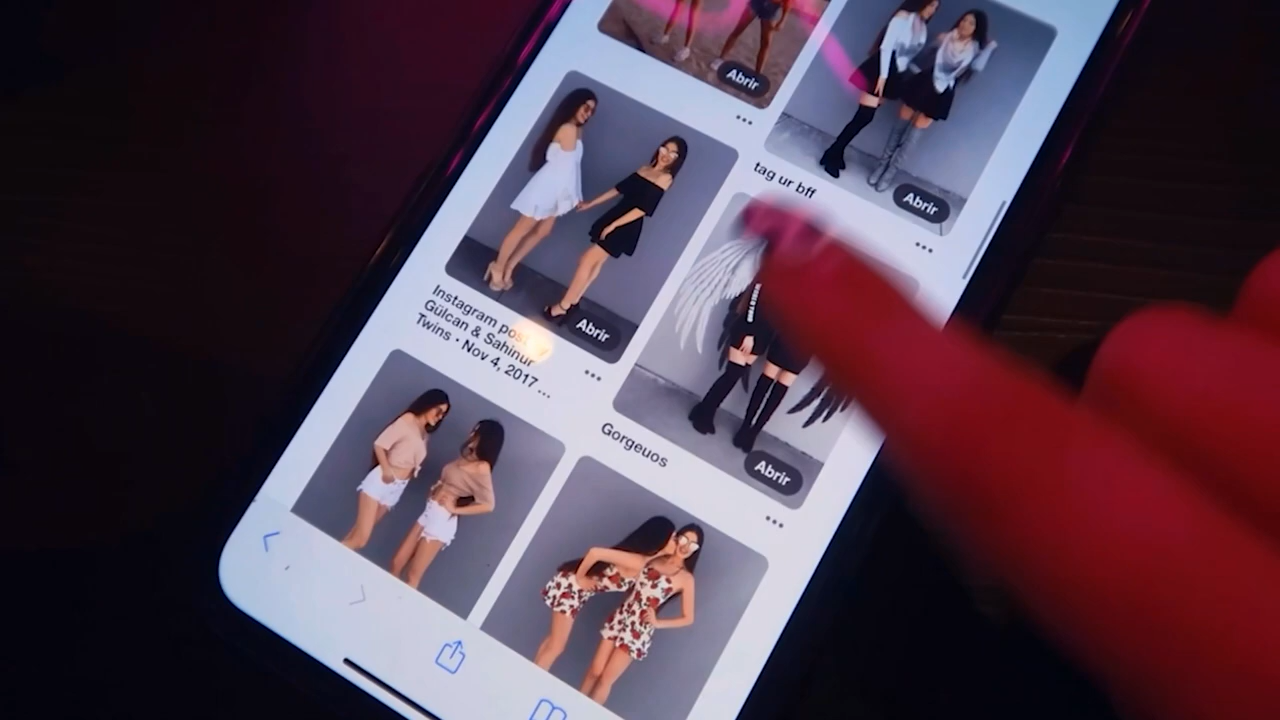 Abrir
tag ur bff
Abrir
Instagram post
Gülcan & Sahinur
Twins • Nov 4, 2017 ...
Abrir
Gorgeuos
Abrir